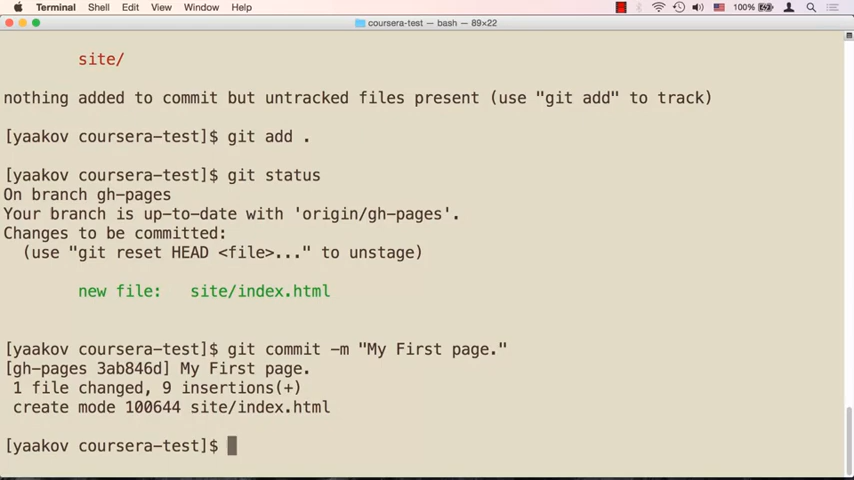 Terminal Shell Edit View Window Help 100%
coursera-test — bash — 89×22
site/
nothing added to commit but untracked files present (use "git add" to track)
[yaakov coursera-test]$ git add .
[yaakov coursera-test]$ git status
On branch gh-pages
Your branch is up-to-date with 'origin/gh-pages'.
Changes to be committed:
(use "git reset HEAD <file>..." to unstage)
new file: site/index.html
[yaakov coursera-test]$ git commit -m "My First page."
[gh-pages 3ab846d] My First page.
1 file changed, 9 insertions(+)
create mode 100644 site/index.html
[yaakov coursera-test]$